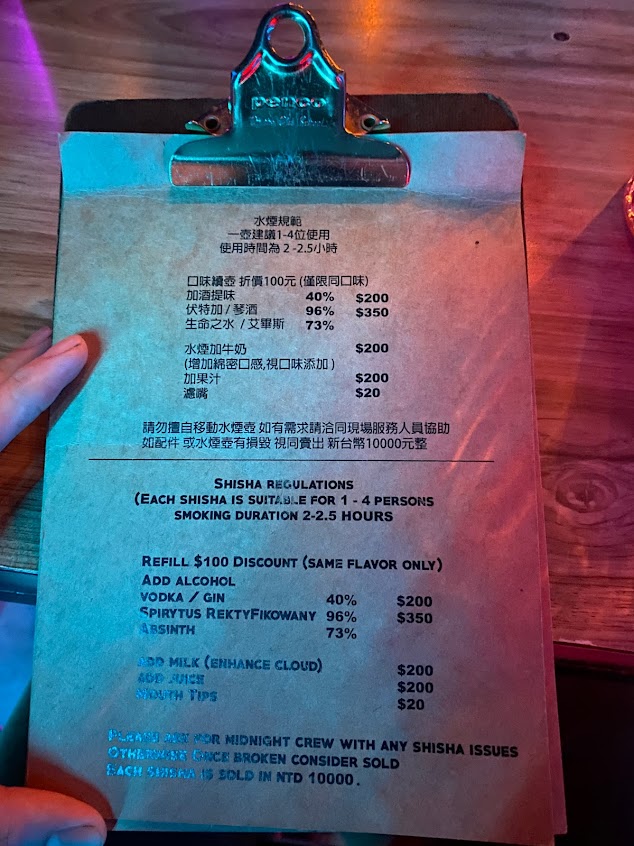 penco
水煙規範
一壺建議1-4位使用
使用時間為 2 -2.5小時
口味續壺 折價100元 (僅限同口味)
加酒提味 40% $200
伏特加 / 琴酒 96% $350
生命之水 / 艾畢斯 73%
水煙加牛奶 $200
(增加綿密口感,視口味添加 )
加果汁 $200
濾嘴 $20
請勿擅自移動水煙壺 如有需求請洽同現場服務人員協助
如配件 或水煙壺有損毀 視同賣出 新台幣10000元整
SHISHA REGULATIONS
(EACH SHISHA IS SUITABLE FOR 1 - 4 PERSONS
SMOKING DURATION 2-2.5 HOURS
REFILL $100 DISCOUNT (SAME FLAVOR ONLY)
ADD ALCOHOL
VODKA / GIN 40% $200
SPIRYTUS REKTYFIKOWANY 96% $350
ABSINTH 73%
ADD MILK (ENHANCE CLOUD) $200
ADD JUICE $200
MOUTH TIPS $20
PLEASE ASK FOR MIDNIGHT CREW WITH ANY SHISHA ISSUES
OTHERWISE ONCE BROKEN CONSIDER SOLD
EACH SHISHA IS SOLD IN NTD 10000.